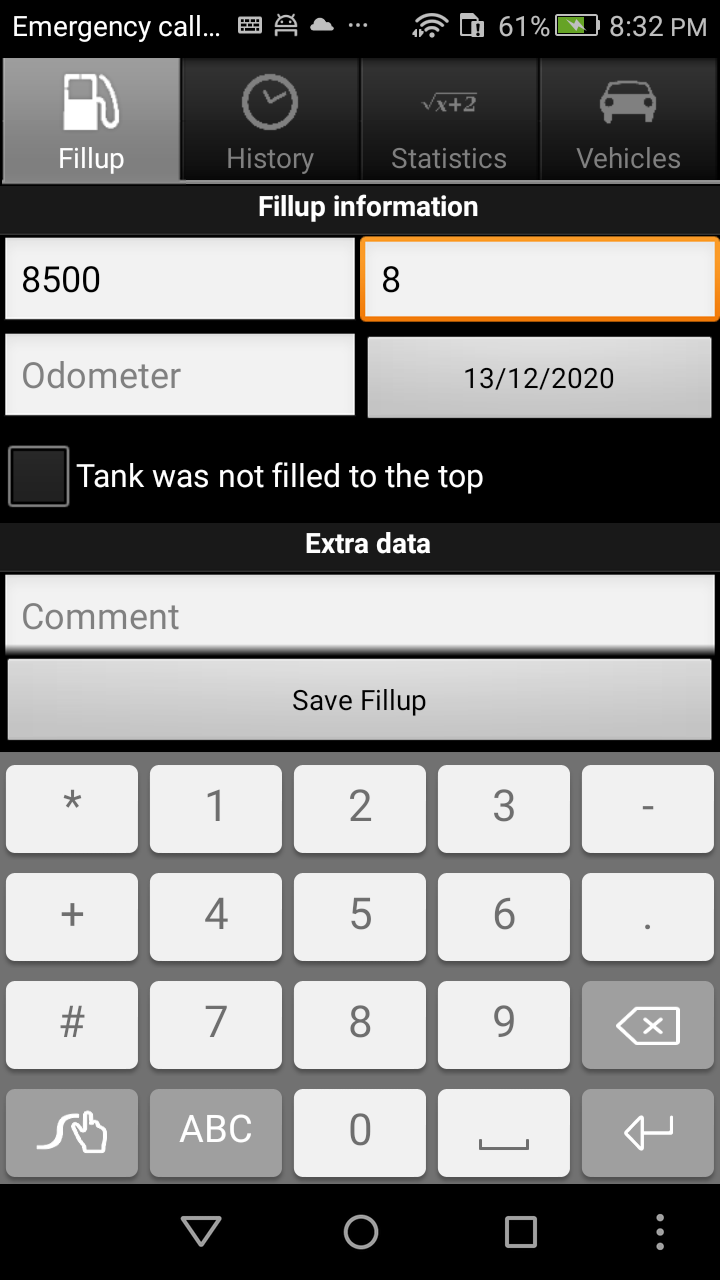 Emergency call... ... 61% 8:32 PM
Fillup History √x+2 Statistics Vehicles
Fillup information
8500 8
Odometer 13/12/2020
Tank was not filled to the top
Extra data
Comment
Save Fillup
* 1 2 3 -
+ 4 5 6 .
# 7 8 9
ABC 0